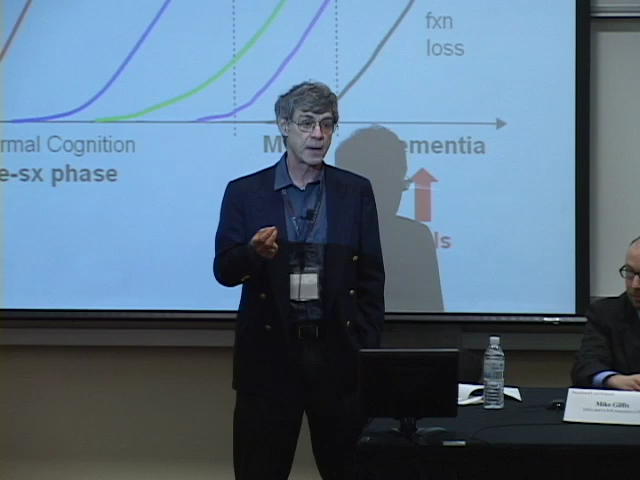 fxn
loss
rmal Cognition
M
ementia
e-sx phase
ls
Mike Gillis